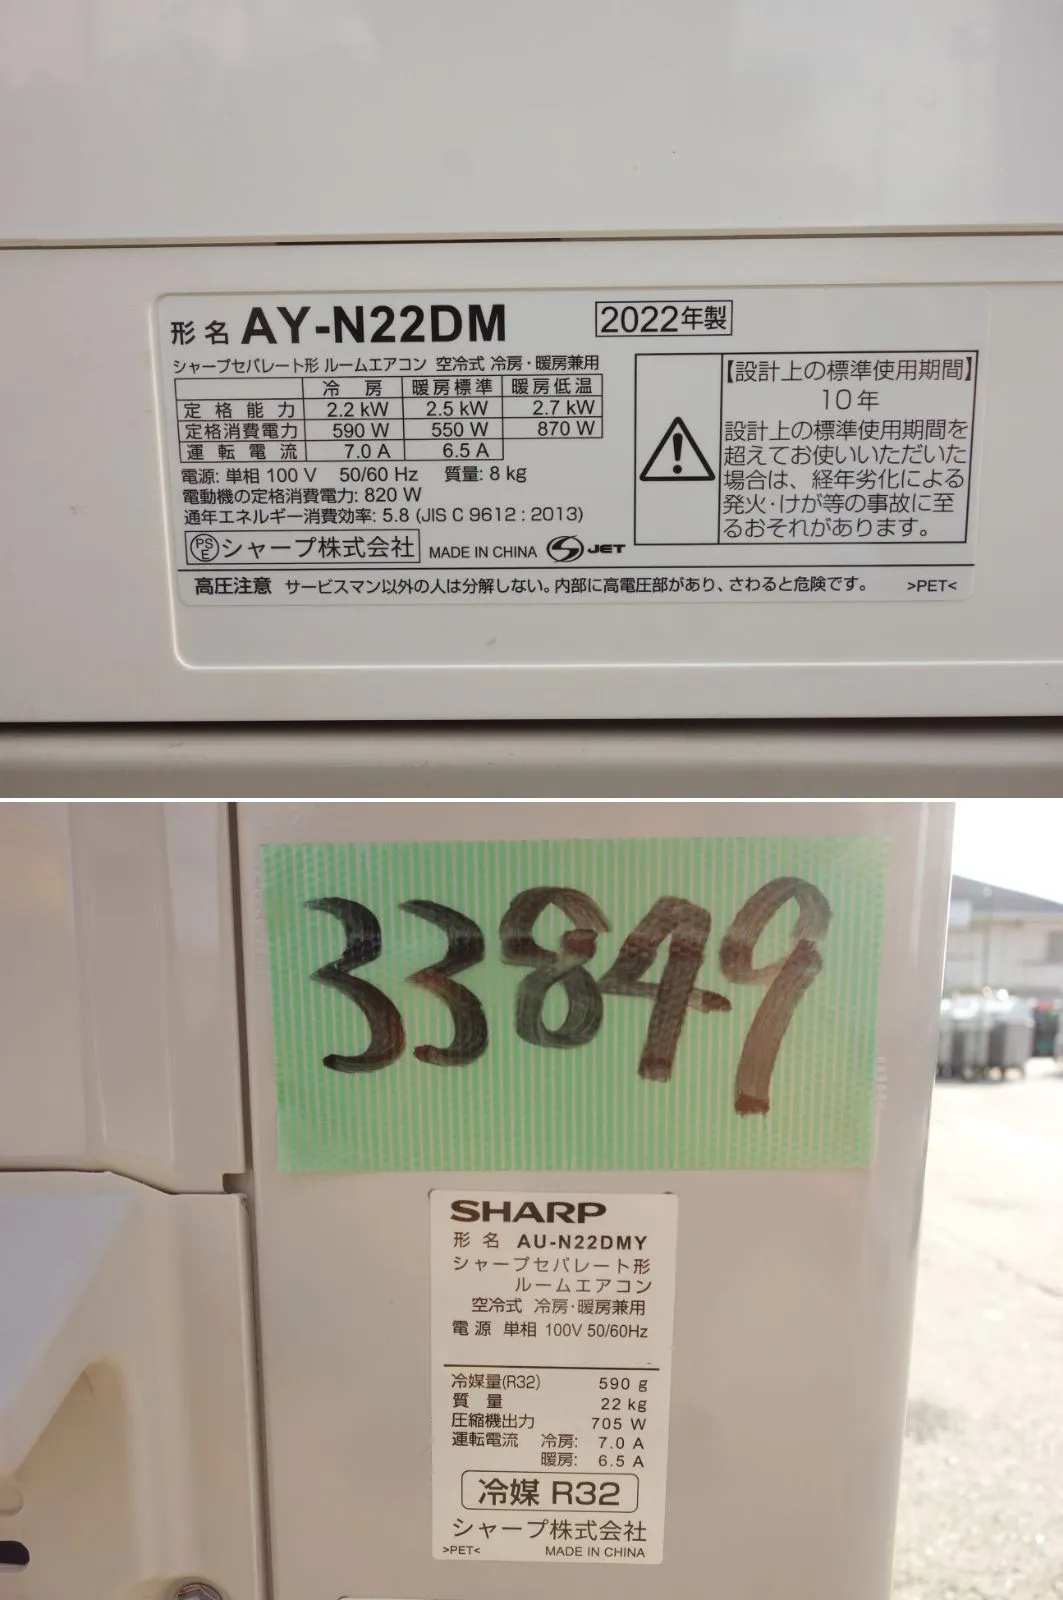 形名 AY-N22DM
2022年製
シャープセパレート形 ルームエアコン 空冷式 冷房・暖房兼用
冷 房 暖房標準 暖房低温
定格能力 2.2 kW 2.5 kW 2.7 kW
定格消費電力 590 W 550 W 870 W
運転電流 7.0 A 6.5 A
電源: 単相 100 V 50/60 Hz 質量: 8 kg
電動機の定格消費電力: 820 W
通年エネルギー消費効率: 5.8 (JIS C 9612 : 2013)
PSE シャープ株式会社 MADE IN CHINA JET
【設計上の標準使用期間】
10年
設計上の標準使用期間を
超えてお使いいただいた
場合は、経年劣化による
発火・けが等の事故に至
るおそれがあります。
高圧注意 サービスマン以外の人は分解しない。内部に高電圧部があり、さわると危険です。 >PET<
33849
SHARP
形名 AU-N22DMY
シャープセパレート形
ルームエアコン
空冷式 冷房・暖房兼用
電源 単相 100V 50/60Hz
冷媒量(R32) 590 g
質量 22 kg
圧縮機出力 705 W
運転電流 冷房: 7.0 A
暖房: 6.5 A
冷媒 R32
シャープ株式会社
>PET< MADE IN CHINA